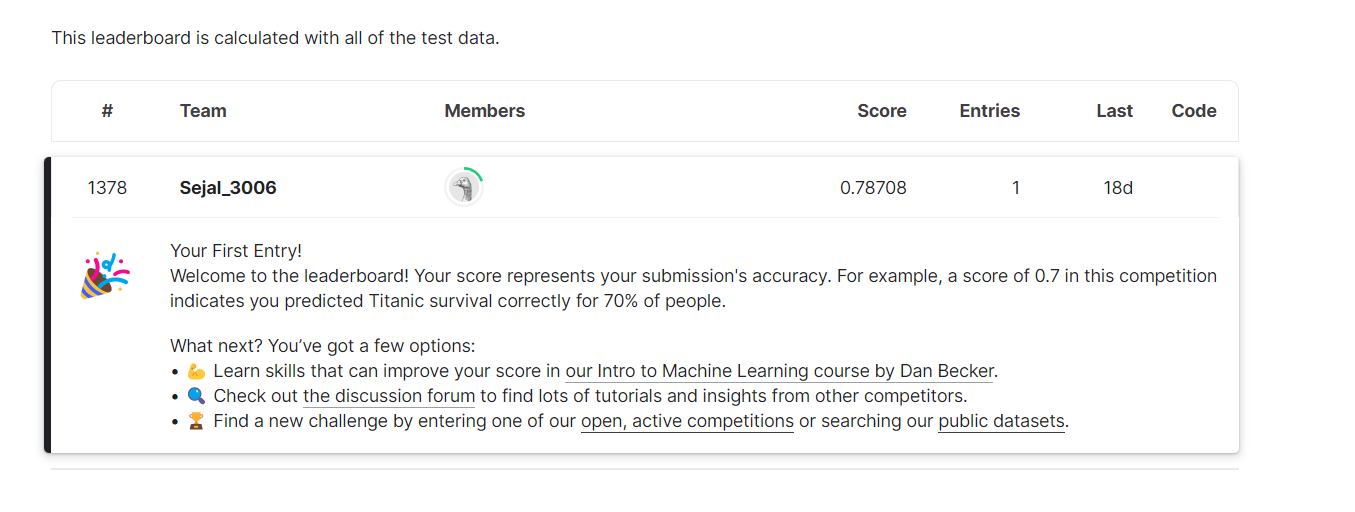 This leaderboard is calculated with all of the test data.
# Team Members Score Entries Last Code
1378 Sejal_3006 0.78708 1 18d
Your First Entry!
Welcome to the leaderboard! Your score represents your submission's accuracy. For example, a score of 0.7 in this competition
indicates you predicted Titanic survival correctly for 70% of people.
What next? You’ve got a few options:
• 💪 Learn skills that can improve your score in our Intro to Machine Learning course by Dan Becker.
• 🔍 Check out the discussion forum to find lots of tutorials and insights from other competitors.
• 🏆 Find a new challenge by entering one of our open, active competitions or searching our public datasets.